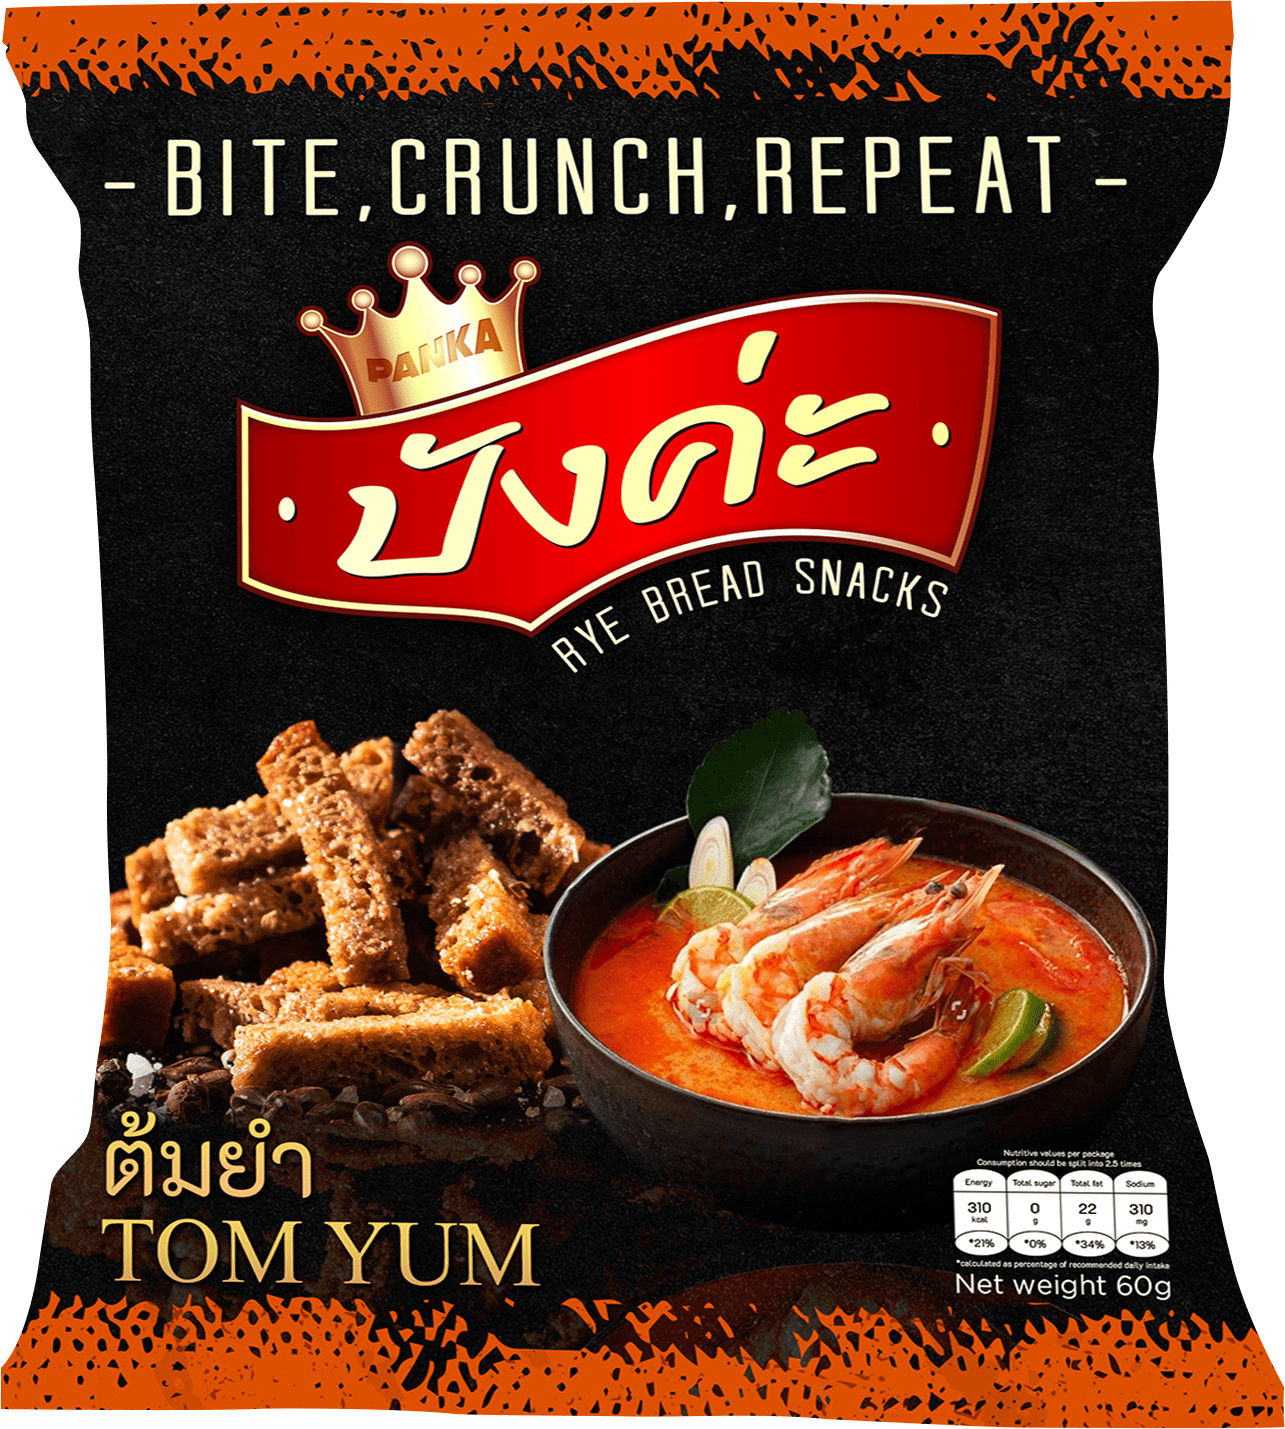 - BITE,CRUNCH,REPEAT -
PANKA
· ปังค่ะ ·
RYE BREAD SNACKS
ต้มยำ
TOM YUM
Nutritive values per package
Consumption should be split into 2.5 times
Energy Total sugar Total fat Sodium
310 0 22 310
kcal g g mg
*21% *0% *34% *13%
*calculated as percentage of recommended daily intake
Net weight 60g